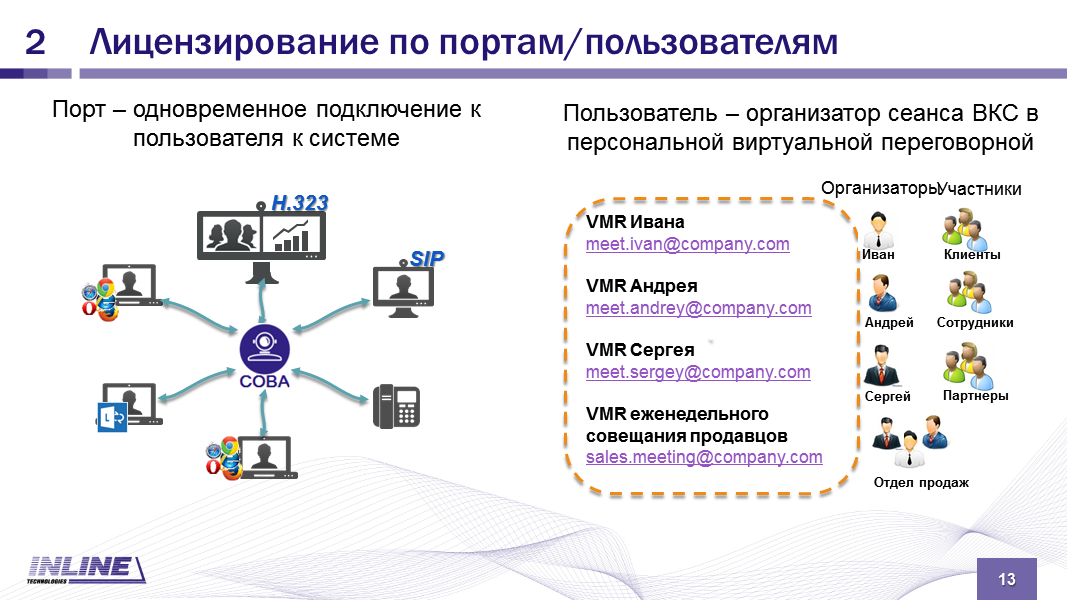 2 Лицензирование по портам/пользователям
Порт – одновременное подключение к
пользователя к системе
H.323
SIP
СОВА
Пользователь – организатор сеанса ВКС в
персональной виртуальной переговорной
Организаторы
Участники
VMR Ивана
meet.ivan@company.com
VMR Андрея
meet.andrey@company.com
VMR Сергея
meet.sergey@company.com
VMR еженедельного
совещания продавцов
sales.meeting@company.com
Иван
Клиенты
Андрей
Сотрудники
Сергей
Партнеры
Отдел продаж
INLINE
TECHNOLOGIES
13